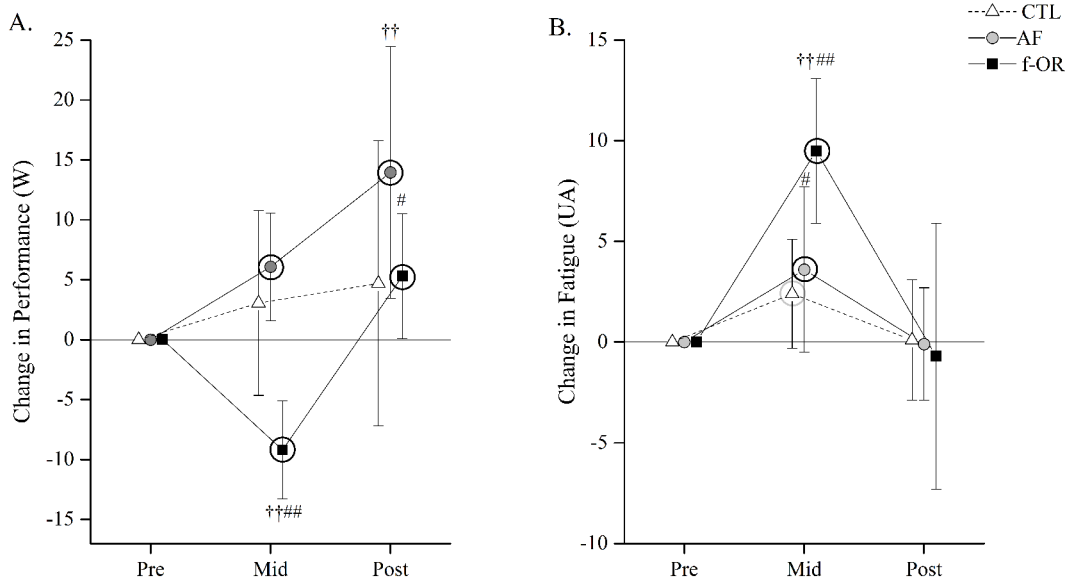 A.
Change in Performance (W)
25
20
15
10
5
0
-5
-10
-15
††
#
††##
Pre Mid Post
B.
Change in Fatigue (UA)
15
10
5
0
-5
-10
††##
#
Pre Mid Post
CTL
AF
f-OR